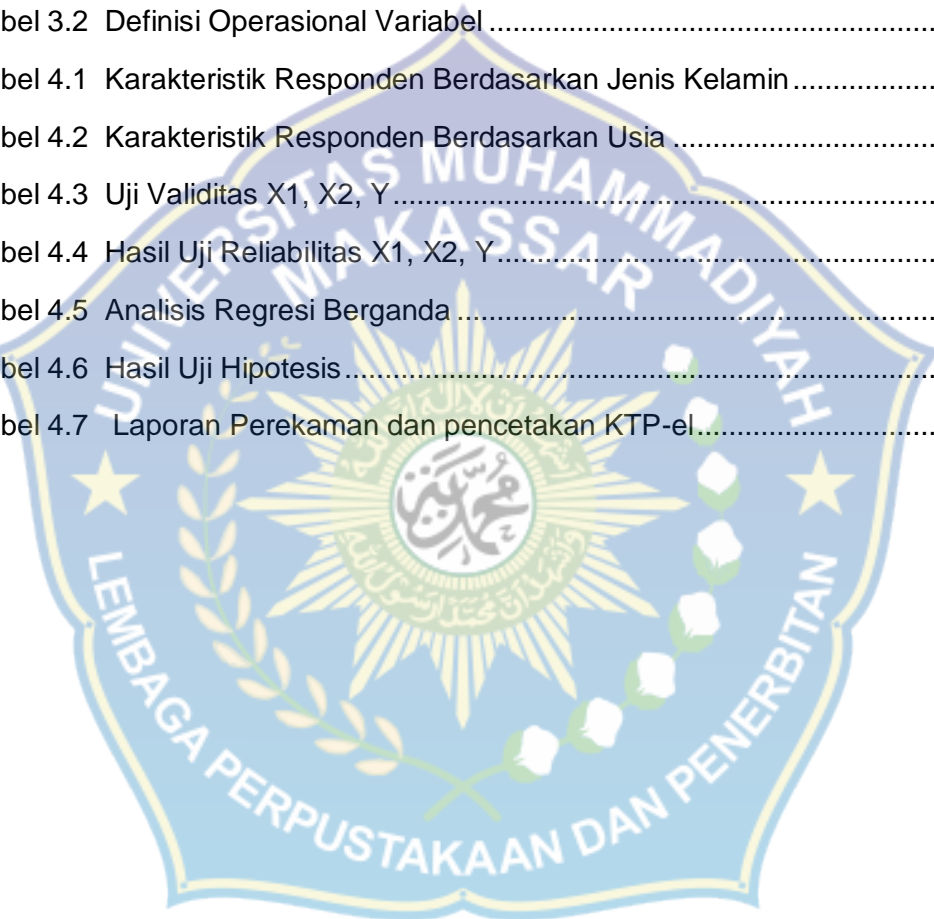 bel 3.2 Definisi Operasional Variabel ........................................................
bel 4.1 Karakteristik Responden Berdasarkan Jenis Kelamin ..................
bel 4.2 Karakteristik Responden Berdasarkan Usia .................................
bel 4.3 Uji Validitas X1, X2, Y ....................................................................
bel 4.4 Hasil Uji Reliabilitas X1, X2, Y .......................................................
bel 4.5 Analisis Regresi Berganda ............................................................
bel 4.6 Hasil Uji Hipotesis ..........................................................................
bel 4.7 Laporan Perekaman dan pencetakan KTP-el ..............................
UNIVERSITAS MUHAMMADIYAH
MAKASSAR
LEMBAGA PERPUSTAKAAN DAN PENERBITAN